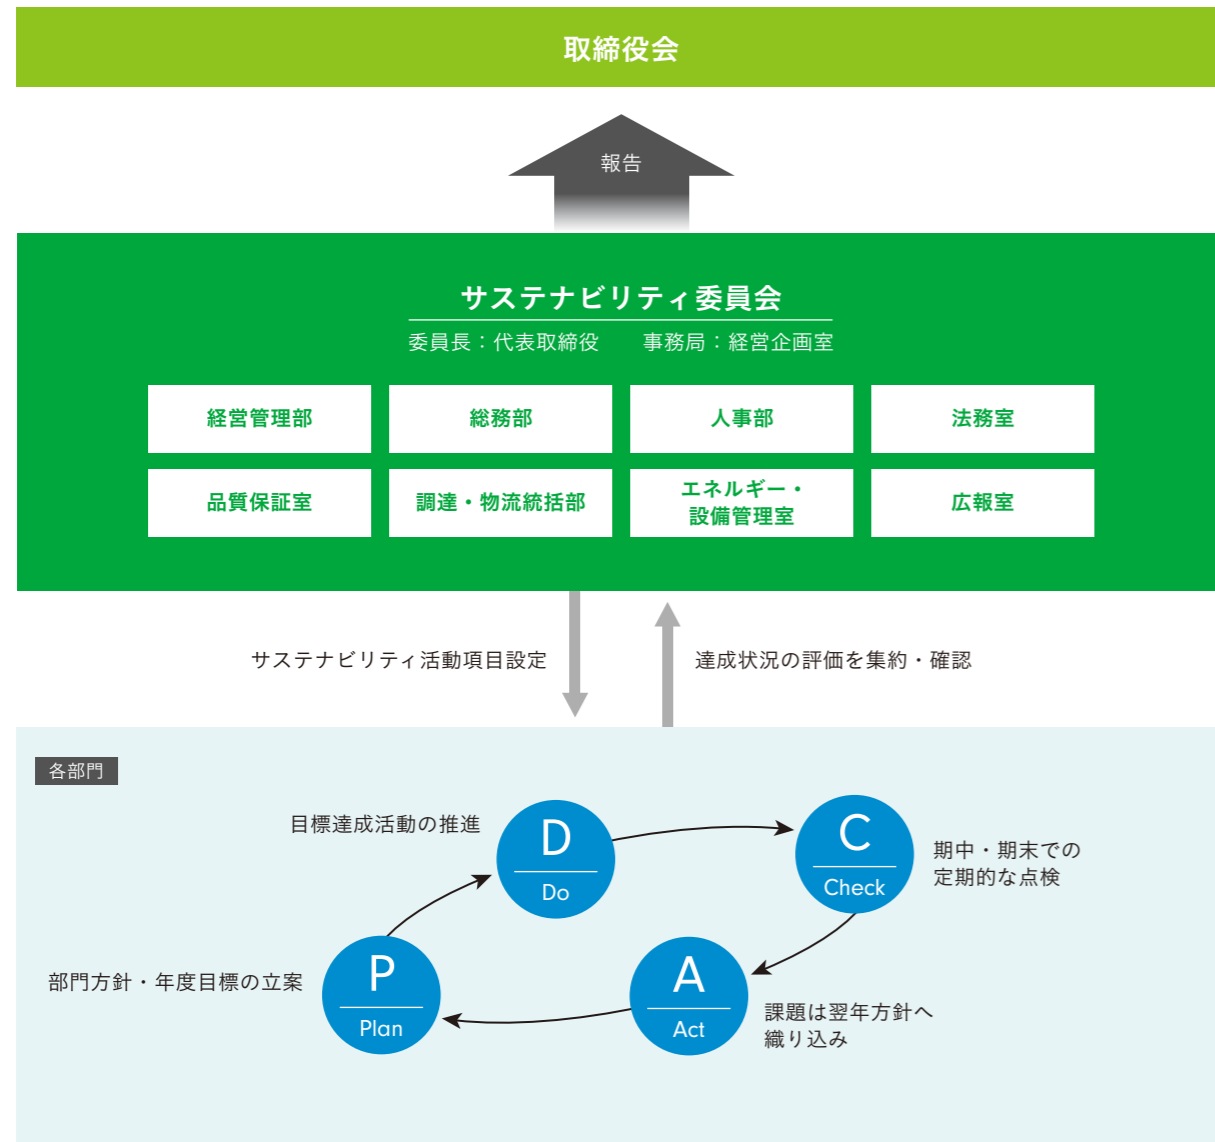 取締役会
報告
サステナビリティ委員会
委員長：代表取締役　　事務局：経営企画室
経営管理部
総務部
人事部
法務室
品質保証室
調達・物流統括部
エネルギー・
設備管理室
広報室
サステナビリティ活動項目設定
達成状況の評価を集約・確認
各部門
目標達成活動の推進
D
Do
C
Check
期中・期末での
定期的な点検
部門方針・年度目標の立案
P
Plan
A
Act
課題は翌年方針へ
織り込み